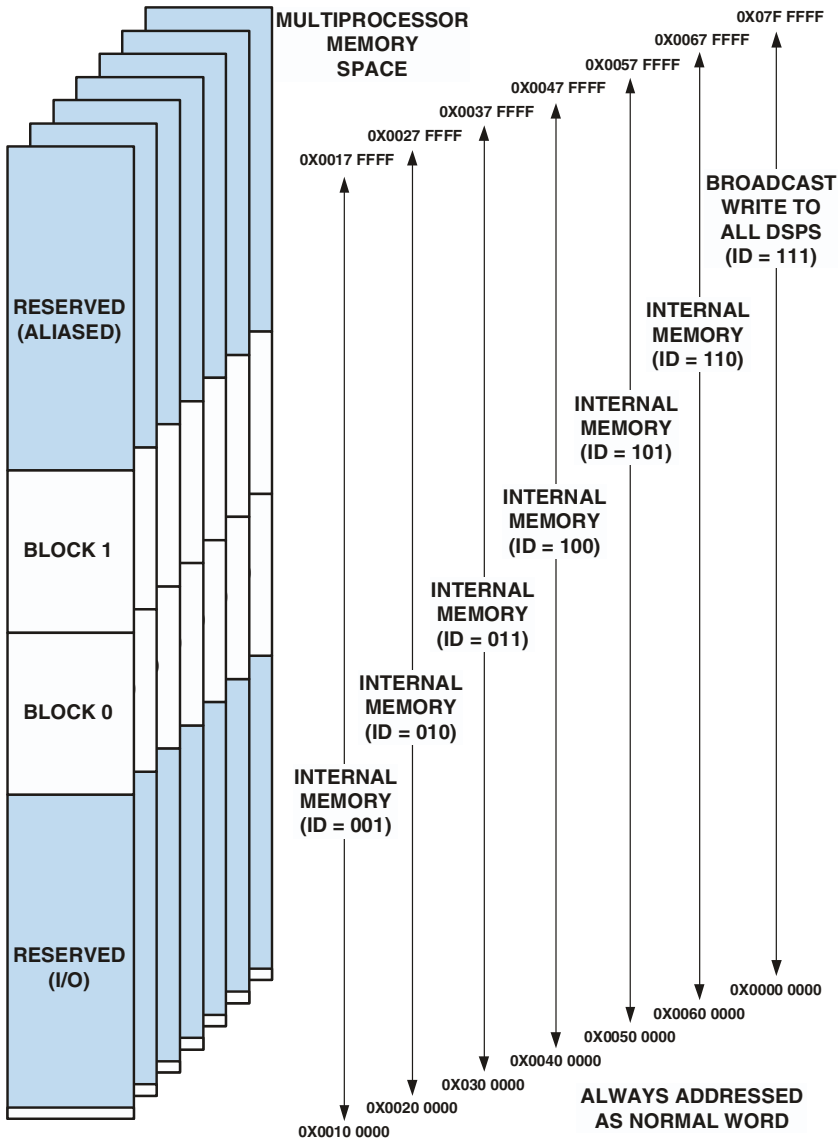 MULTIPROCESSOR
MEMORY
SPACE
0X07F FFFF
0X0067 FFFF
0X0057 FFFF
0X0047 FFFF
0X0037 FFFF
0X0027 FFFF
0X0017 FFFF
BROADCAST
WRITE TO
ALL DSPS
(ID = 111)
RESERVED
(ALIASED)
INTERNAL
MEMORY
(ID = 110)
INTERNAL
MEMORY
(ID = 101)
INTERNAL
MEMORY
(ID = 100)
BLOCK 1
INTERNAL
MEMORY
(ID = 011)
INTERNAL
MEMORY
(ID = 010)
BLOCK 0
INTERNAL
MEMORY
(ID = 001)
RESERVED
(I/O)
0X0000 0000
0X0060 0000
0X0050 0000
0X0040 0000
0X030 0000
0X0020 0000
0X0010 0000
ALWAYS ADDRESSED
AS NORMAL WORD